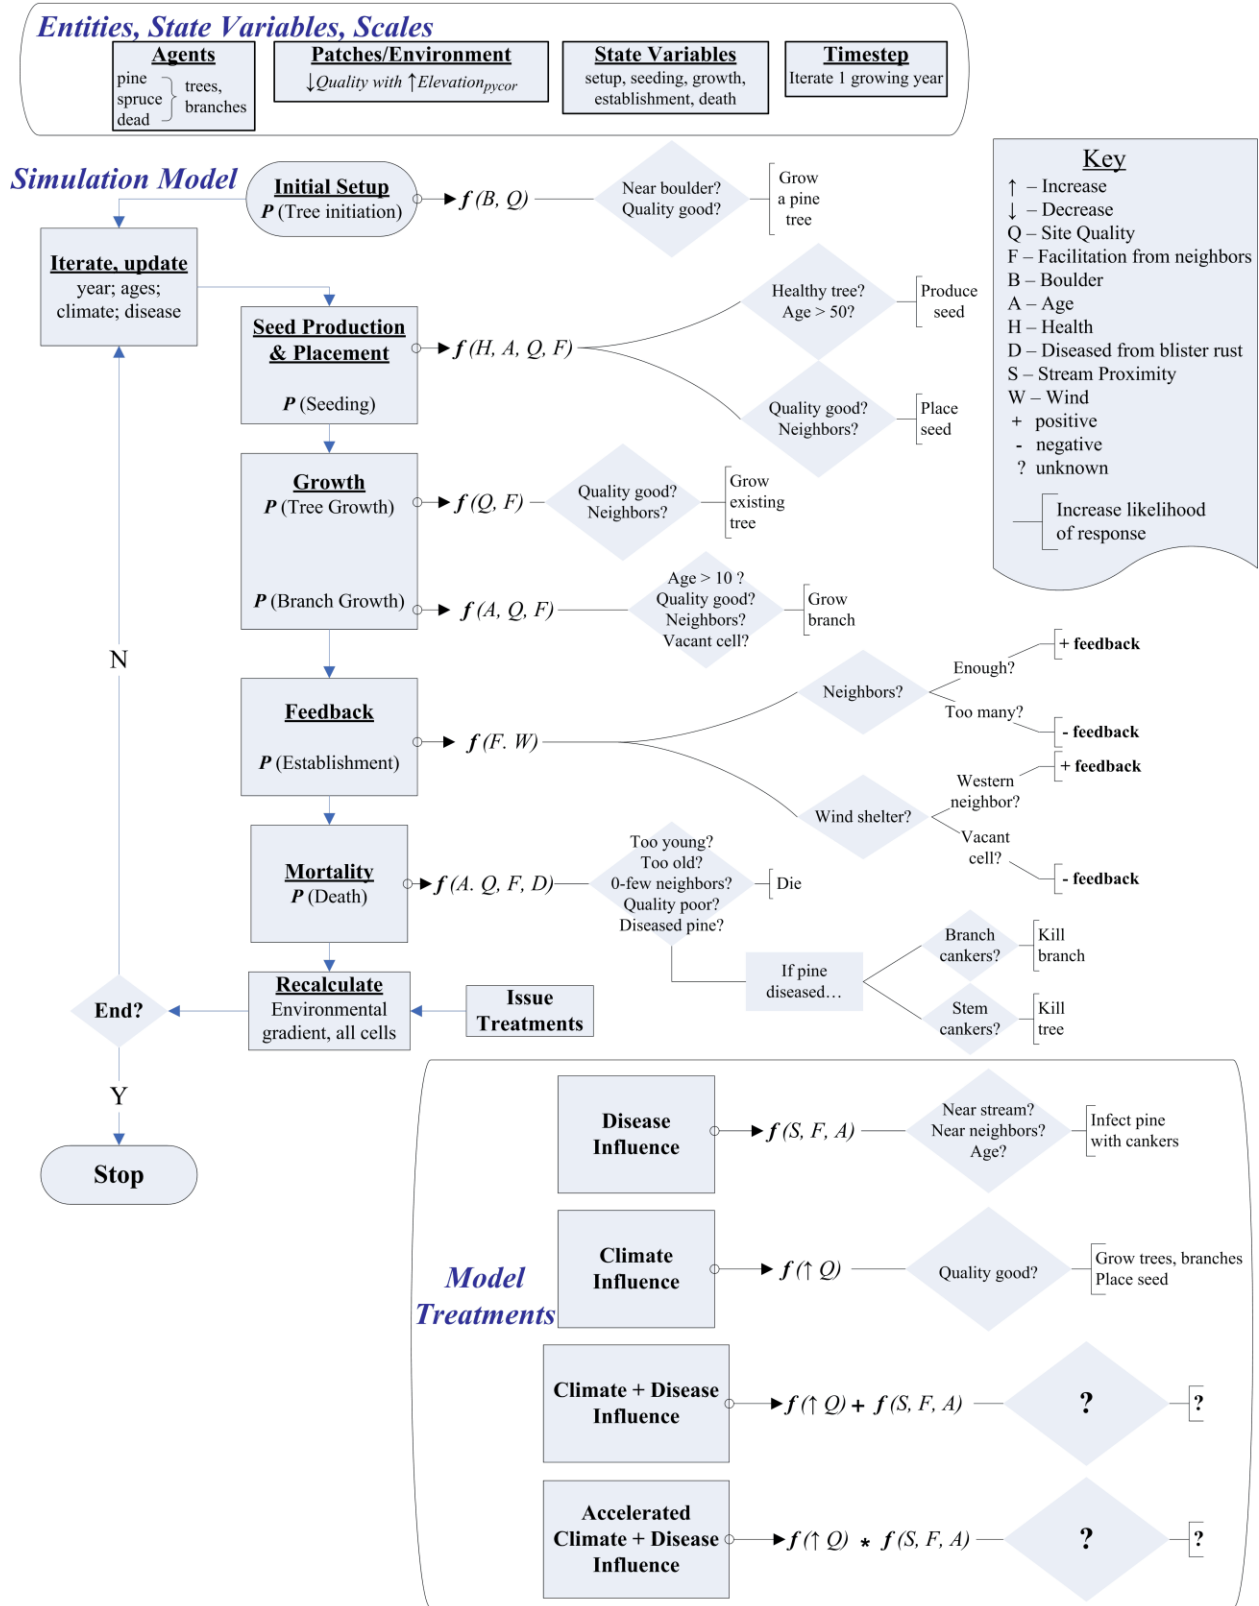 Entities, State Variables, Scales
Agents
pine
spruce
dead
trees,
branches
Patches/Environment
↓Quality with ↑Elevationpycor
State Variables
setup, seeding, growth,
establishment, death
Timestep
Iterate 1 growing year
Simulation Model
Initial Setup
P (Tree initiation)
f (B, Q)
Near boulder?
Quality good?
Grow
a pine
tree
Iterate, update
year; ages;
climate; disease
Seed Production
& Placement
P (Seeding)
f (H, A, Q, F)
Healthy tree?
Age > 50?
Produce
seed
Quality good?
Neighbors?
Place
seed
Growth
P (Tree Growth)
f (Q, F)
Quality good?
Neighbors?
Grow
existing
tree
P (Branch Growth)
f (A, Q, F)
Age > 10 ?
Quality good?
Neighbors?
Vacant cell?
Grow
branch
N
Feedback
P (Establishment)
f (F. W)
Neighbors?
Enough?
+ feedback
Too many?
- feedback
Wind shelter?
Western
neighbor?
+ feedback
Vacant
cell?
- feedback
Mortality
P (Death)
f (A. Q, F, D)
Too young?
Too old?
0-few neighbors?
Quality poor?
Diseased pine?
Die
If pine
diseased…
Branch
cankers?
Kill
branch
Stem
cankers?
Kill
tree
Recalculate
Environmental
gradient, all cells
Issue
Treatments
End?
Y
Stop
Key
↑ – Increase
↓ – Decrease
Q – Site Quality
F – Facilitation from neighbors
B – Boulder
A – Age
H – Health
D – Diseased from blister rust
S – Stream Proximity
W – Wind
+ positive
- negative
? unknown
Increase likelihood
of response
Model
Treatments
Disease
Influence
f (S, F, A)
Near stream?
Near neighbors?
Age?
Infect pine
with cankers
Climate
Influence
f (↑ Q)
Quality good?
Grow trees, branches
Place seed
Climate + Disease
Influence
f (↑ Q) + f (S, F, A)
?
?
Accelerated
Climate + Disease
Influence
f (↑ Q) * f (S, F, A)
?
?